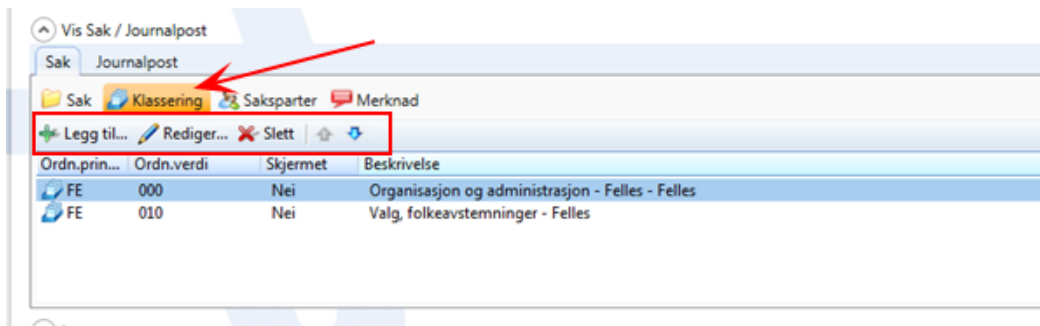 Vis Sak / Journalpost
Sak Journalpost
Sak Klassering Saksparter Merknad
Legg til... Rediger... Slett
Ordn.prin... Ordn.verdi Skjermet Beskrivelse
FE 000 Nei Organisasjon og administrasjon - Felles - Felles
FE 010 Nei Valg, folkeavstemninger - Felles